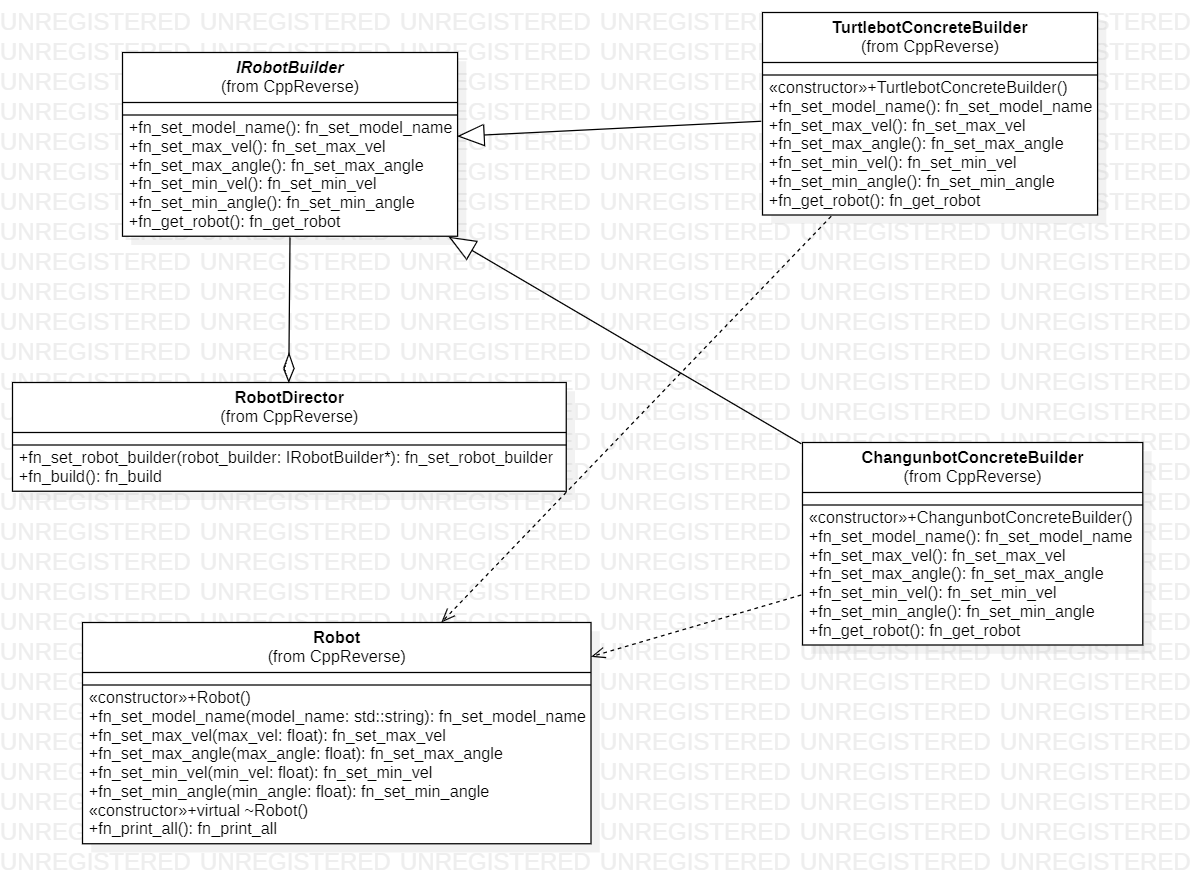 IRobotBuilder
(from CppReverse)
+fn_set_model_name(): fn_set_model_name
+fn_set_max_vel(): fn_set_max_vel
+fn_set_max_angle(): fn_set_max_angle
+fn_set_min_vel(): fn_set_min_vel
+fn_set_min_angle(): fn_set_min_angle
+fn_get_robot(): fn_get_robot
TurtlebotConcreteBuilder
(from CppReverse)
«constructor»+TurtlebotConcreteBuilder()
+fn_set_model_name(): fn_set_model_name
+fn_set_max_vel(): fn_set_max_vel
+fn_set_max_angle(): fn_set_max_angle
+fn_set_min_vel(): fn_set_min_vel
+fn_set_min_angle(): fn_set_min_angle
+fn_get_robot(): fn_get_robot
RobotDirector
(from CppReverse)
+fn_set_robot_builder(robot_builder: IRobotBuilder*): fn_set_robot_builder
+fn_build(): fn_build
ChangunbotConcreteBuilder
(from CppReverse)
«constructor»+ChangunbotConcreteBuilder()
+fn_set_model_name(): fn_set_model_name
+fn_set_max_vel(): fn_set_max_vel
+fn_set_max_angle(): fn_set_max_angle
+fn_set_min_vel(): fn_set_min_vel
+fn_set_min_angle(): fn_set_min_angle
+fn_get_robot(): fn_get_robot
Robot
(from CppReverse)
«constructor»+Robot()
+fn_set_model_name(model_name: std::string): fn_set_model_name
+fn_set_max_vel(max_vel: float): fn_set_max_vel
+fn_set_max_angle(max_angle: float): fn_set_max_angle
+fn_set_min_vel(min_vel: float): fn_set_min_vel
+fn_set_min_angle(min_angle: float): fn_set_min_angle
«constructor»+virtual ~Robot()
+fn_print_all(): fn_print_all
UNREGISTERED